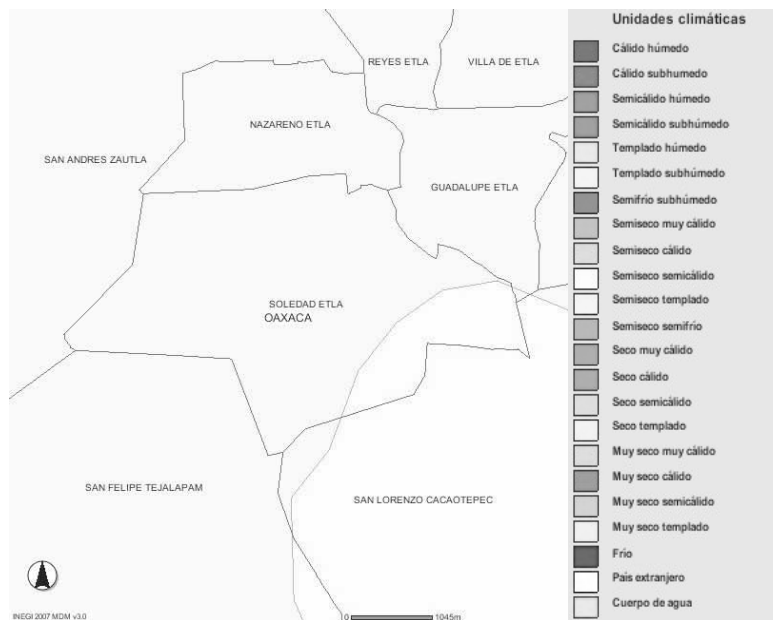 REYES ETLA
VILLA DE ETLA
NAZARENO ETLA
SAN ANDRES ZAUTLA
GUADALUPE ETLA
SOLEDAD ETLA
OAXACA
SAN FELIPE TEJALAPAM
SAN LORENZO CACAOTEPEC
INEGI 2007 MDM v3.0
0 1045m
Unidades climáticas
Cálido húmedo
Cálido subhumedo
Semicálido húmedo
Semicálido subhúmedo
Templado húmedo
Templado subhúmedo
Semifrio subhúmedo
Semiseco muy cálido
Semiseco cálido
Semiseco semicálido
Semiseco templado
Semiseco semifrio
Seco muy cálido
Seco cálido
Seco semicálido
Seco templado
Muy seco muy cálido
Muy seco cálido
Muy seco semicálido
Muy seco templado
Frio
Pais extranjero
Cuerpo de agua